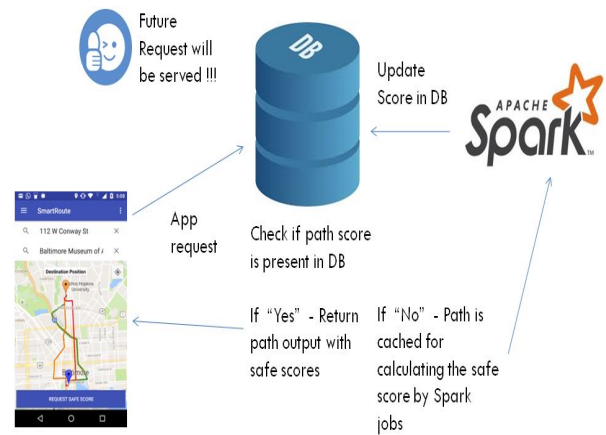 Future
Request will
be served !!!
DB
Update
Score in DB
APACHE
Spark
TM
App
request
Check if path score
is present in DB
If “Yes” - Return
path output with
safe scores
If “No” - Path is
cached for
calculating the safe
score by Spark
jobs
SmartRoute
112 W Conway St
Baltimore Museum of
Destination Position
Hopkins
University
REQUEST SAFE SCORE